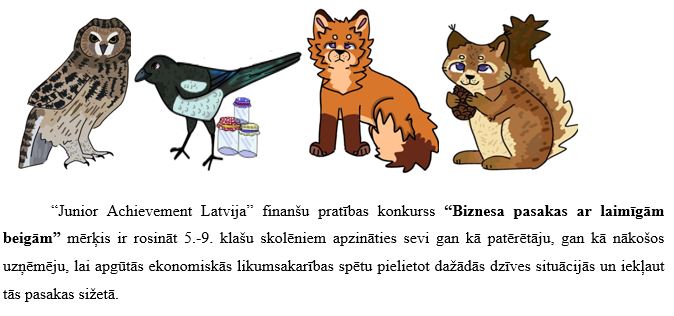 “Junior Achievement Latvija” finanšu pratības konkurss “Biznesa pasakas ar laimīgām
beigām” mērķis ir rosināt 5.-9. klašu skolēniem apzināties sevi gan kā patērētāju, gan kā nākošos
uzņēmēju, lai apgūtās ekonomiskās likumsakarības spētu pielietot dažādās dzīves situācijās un iekļaut
tās pasakas sižetā.